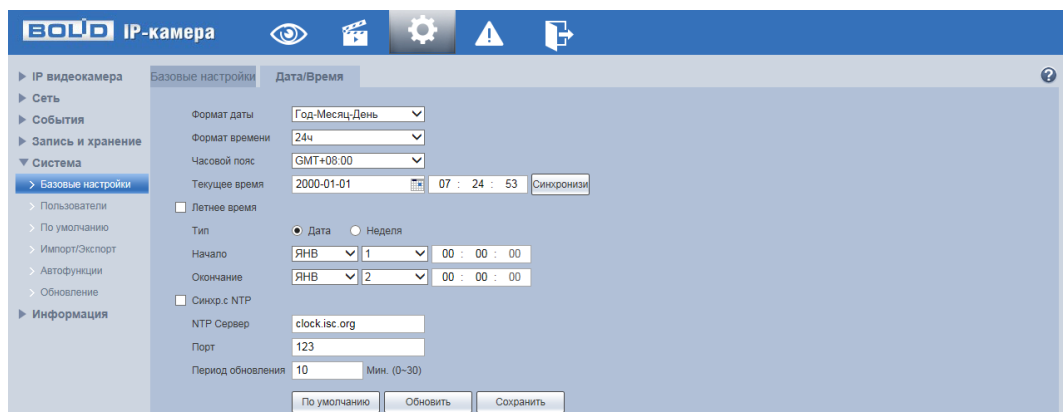 BOLID IP-камера
IP видеокамера
Сеть
События
Запись и хранение
Система
Базовые настройки
Пользователи
По умолчанию
Импорт/Экспорт
Автофункции
Обновление
Информация
Базовые настройки Дата/Время
Формат даты Год-Месяц-День
Формат времени 24ч
Часовой пояс GMT+08:00
Текущее время 2000-01-01 07 : 24 : 53 Синхронизи
Летнее время
Тип Дата Неделя
Начало ЯНВ 1 00 : 00 : 00
Окончание ЯНВ 2 00 : 00 : 00
Синхр.с NTP
NTP Сервер clock.isc.org
Порт 123
Период обновления 10 Мин. (0~30)
По умолчанию Обновить Сохранить